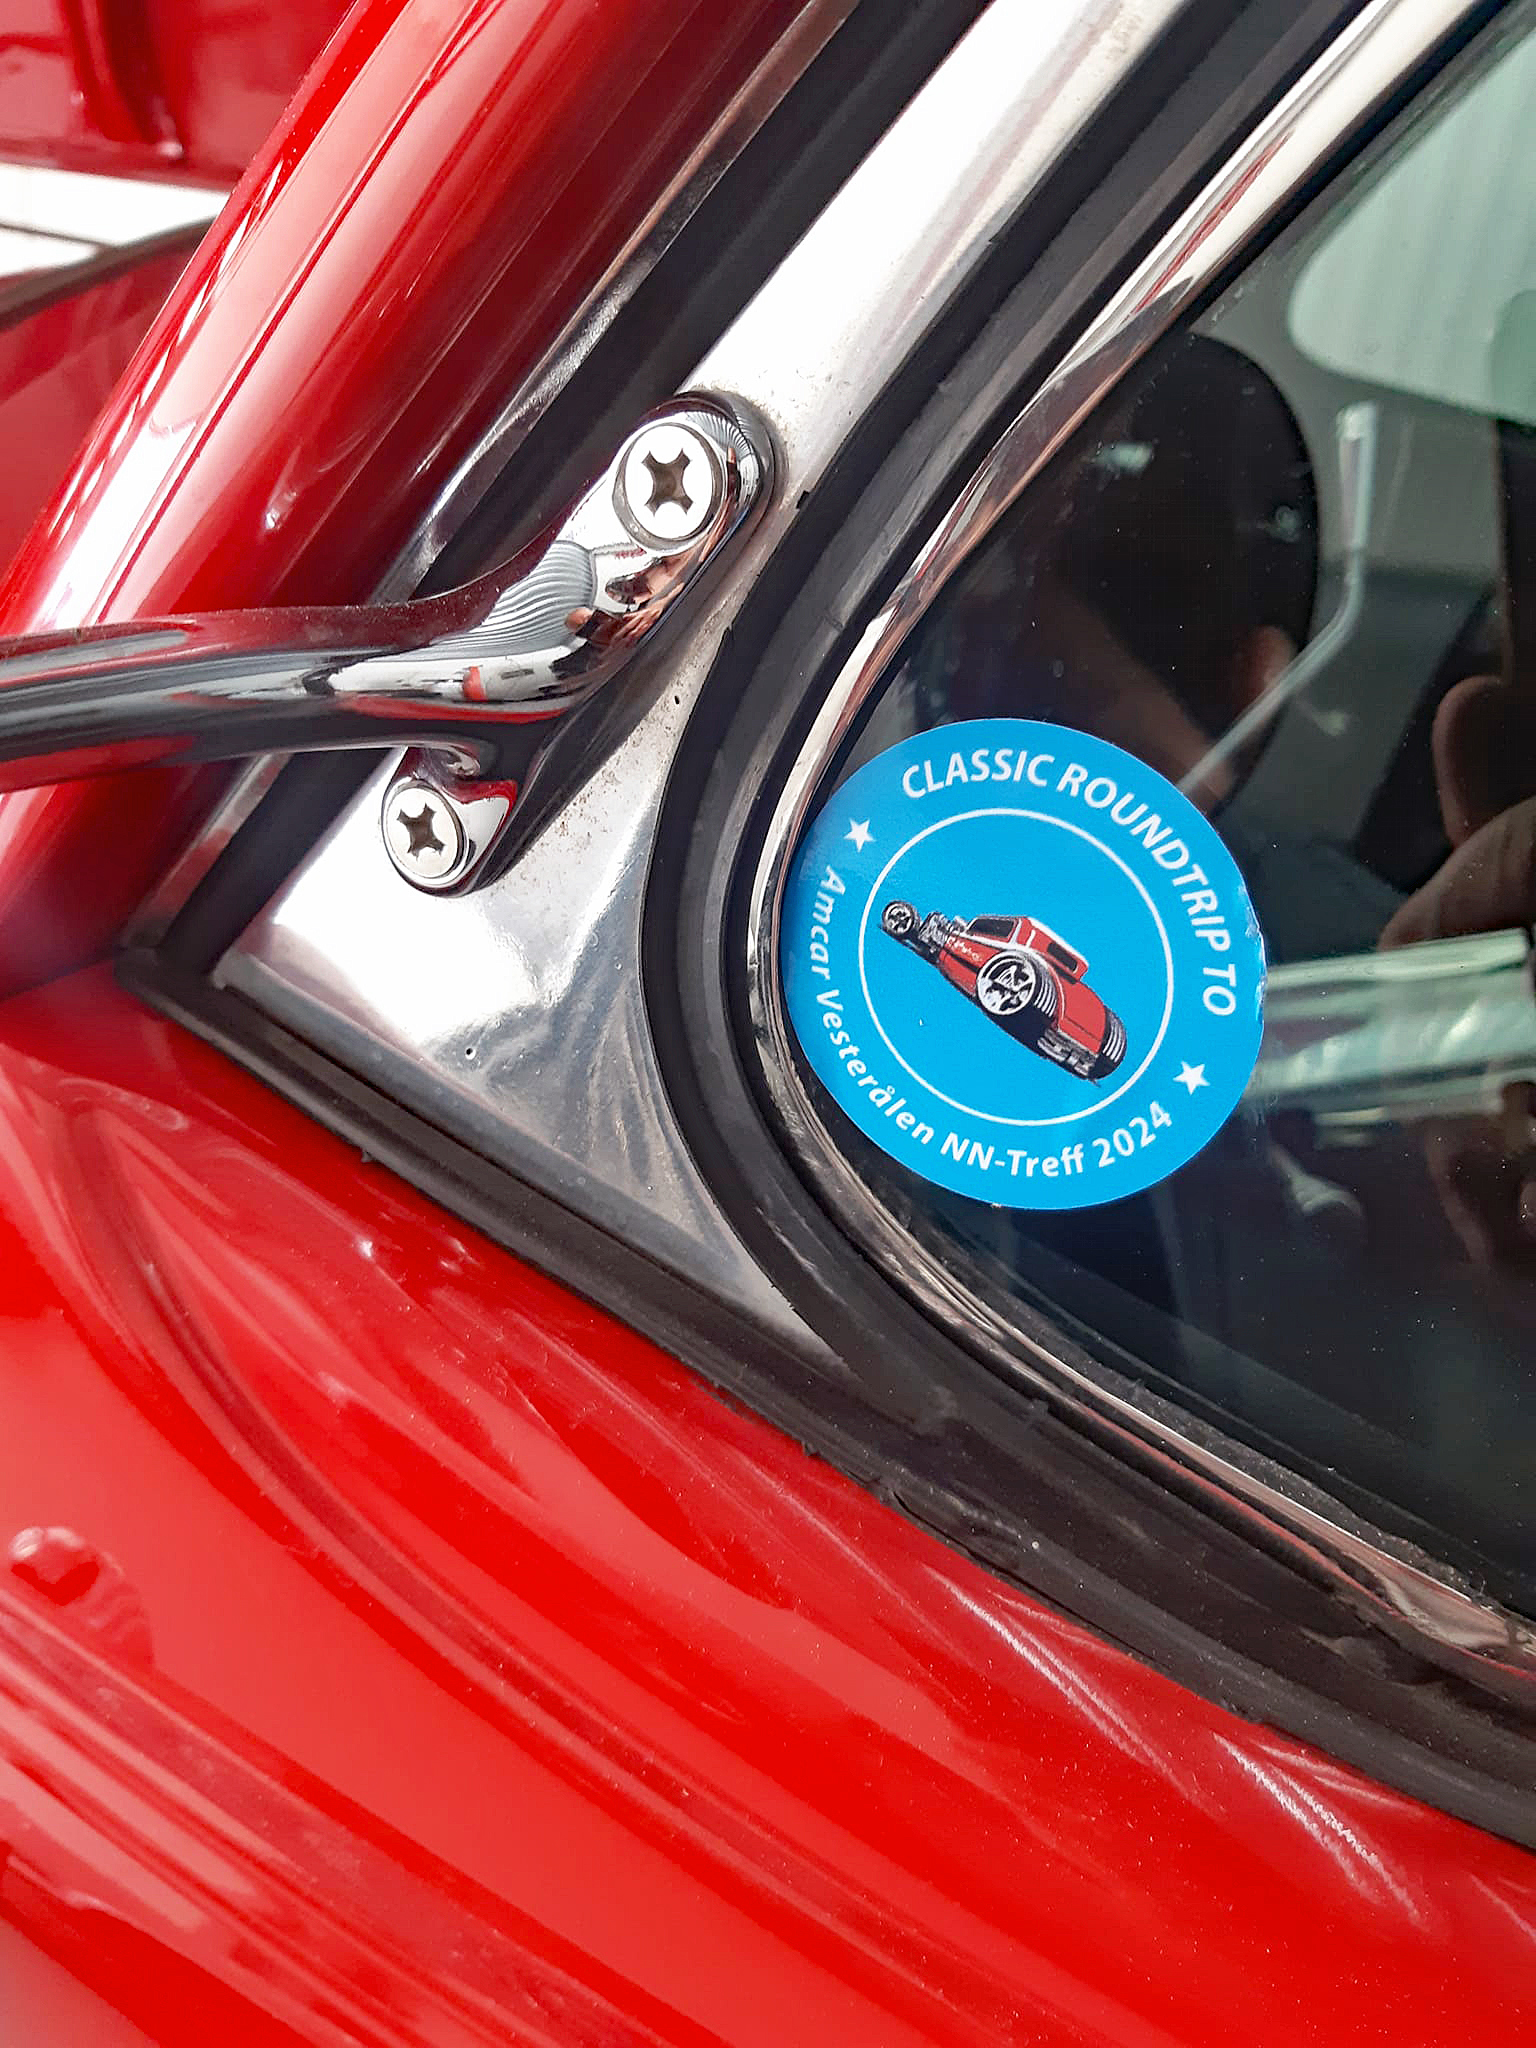 CLASSIC ROUNDTRIP TO
Amcar Vesterålen NN-Treff 2024